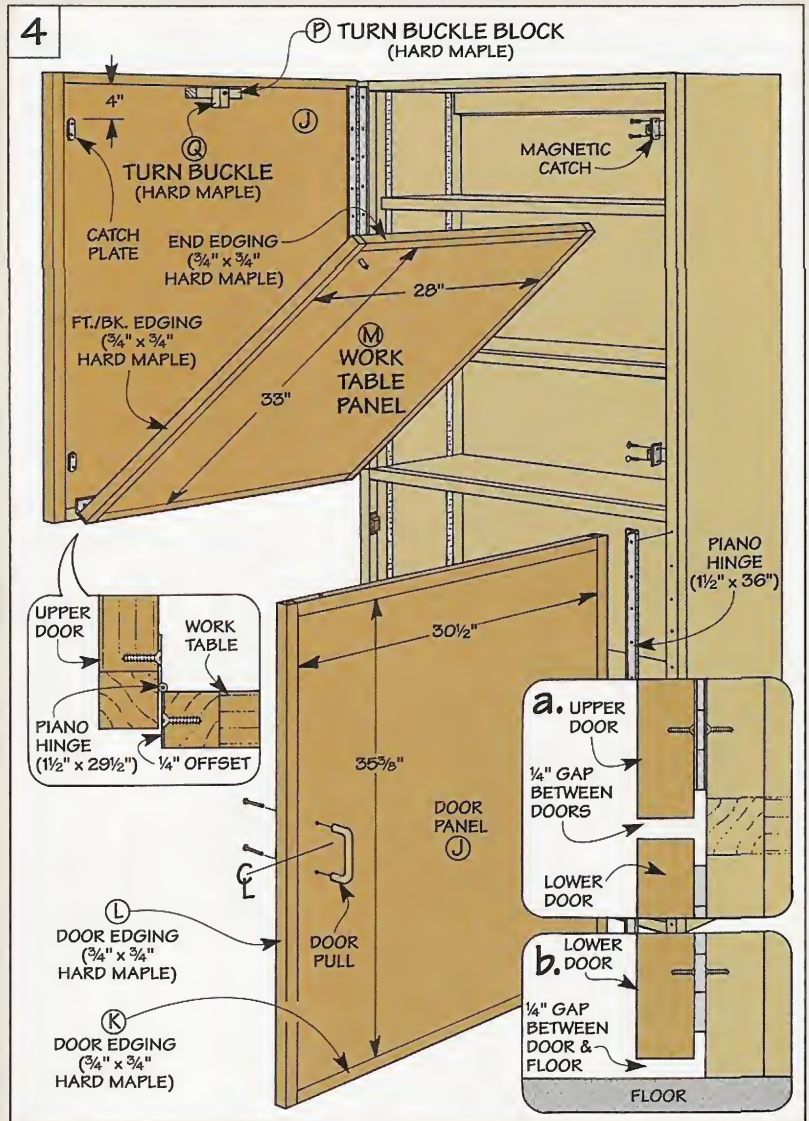 4
Ⓟ TURN BUCKLE BLOCK
(HARD MAPLE)
4"
Ⓙ
Ⓠ
TURN BUCKLE
(HARD MAPLE)
MAGNETIC
CATCH
CATCH
PLATE
END EDGING
(¾" x ¾"
HARD MAPLE)
28"
FT./BK. EDGING
(¾" x ¾"
HARD MAPLE)
Ⓜ
WORK
TABLE
PANEL
33"
PIANO
HINGE
(1½" x 36")
UPPER
DOOR
WORK
TABLE
PIANO
HINGE
(1½" x 29½")
¼" OFFSET
30½"
35⅜"
DOOR
PANEL
Ⓙ
CL
DOOR
PULL
Ⓛ
DOOR EDGING
(¾" x ¾"
HARD MAPLE)
Ⓚ
DOOR EDGING
(¾" x ¾"
HARD MAPLE)
a.
UPPER
DOOR
¼" GAP
BETWEEN
DOORS
LOWER
DOOR
b.
LOWER
DOOR
¼" GAP
BETWEEN
DOOR &
FLOOR
FLOOR